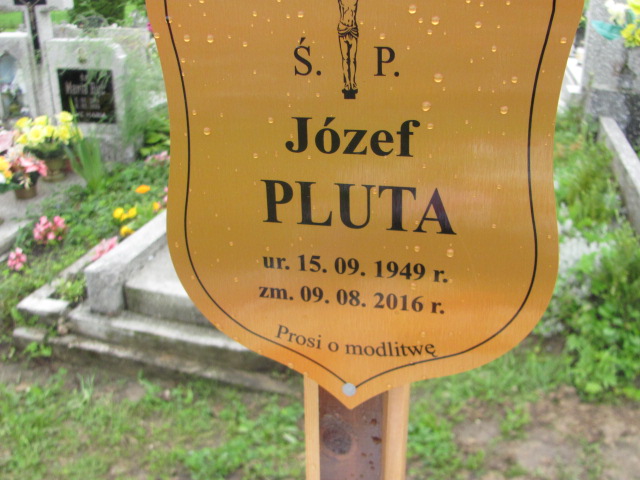 Ś. P.
Józef
PLUTA
ur. 15. 09. 1949 r.
zm. 09. 08. 2016 r.
Prosi o modlitwę